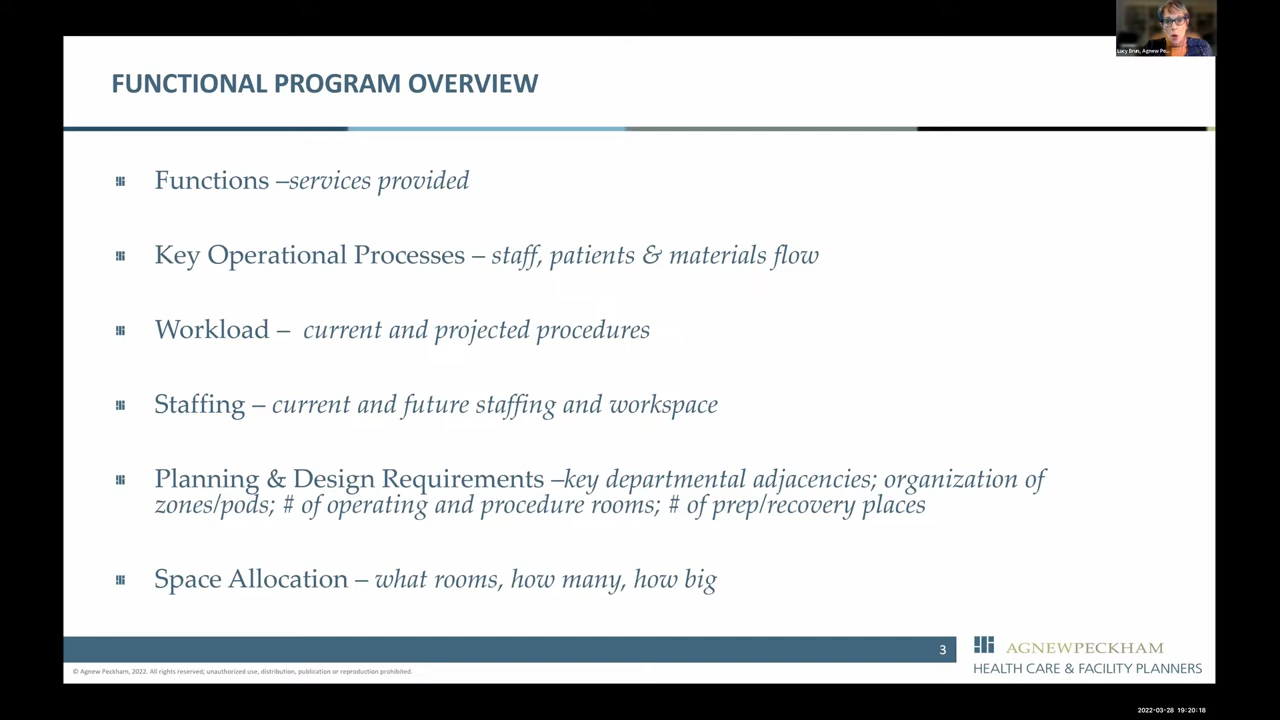 Lucy Brun, Agnew Pe...
FUNCTIONAL PROGRAM OVERVIEW
Functions –services provided
Key Operational Processes – staff, patients & materials flow
Workload – current and projected procedures
Staffing – current and future staffing and workspace
Planning & Design Requirements –key departmental adjacencies; organization of
zones/pods; # of operating and procedure rooms; # of prep/recovery places
Space Allocation – what rooms, how many, how big
3
AGNEWPECKHAM
HEALTH CARE & FACILITY PLANNERS
© Agnew Peckham, 2022. All rights reserved; unauthorized use, distribution, publication or reproduction prohibited.
2022-03-28 19:20:18